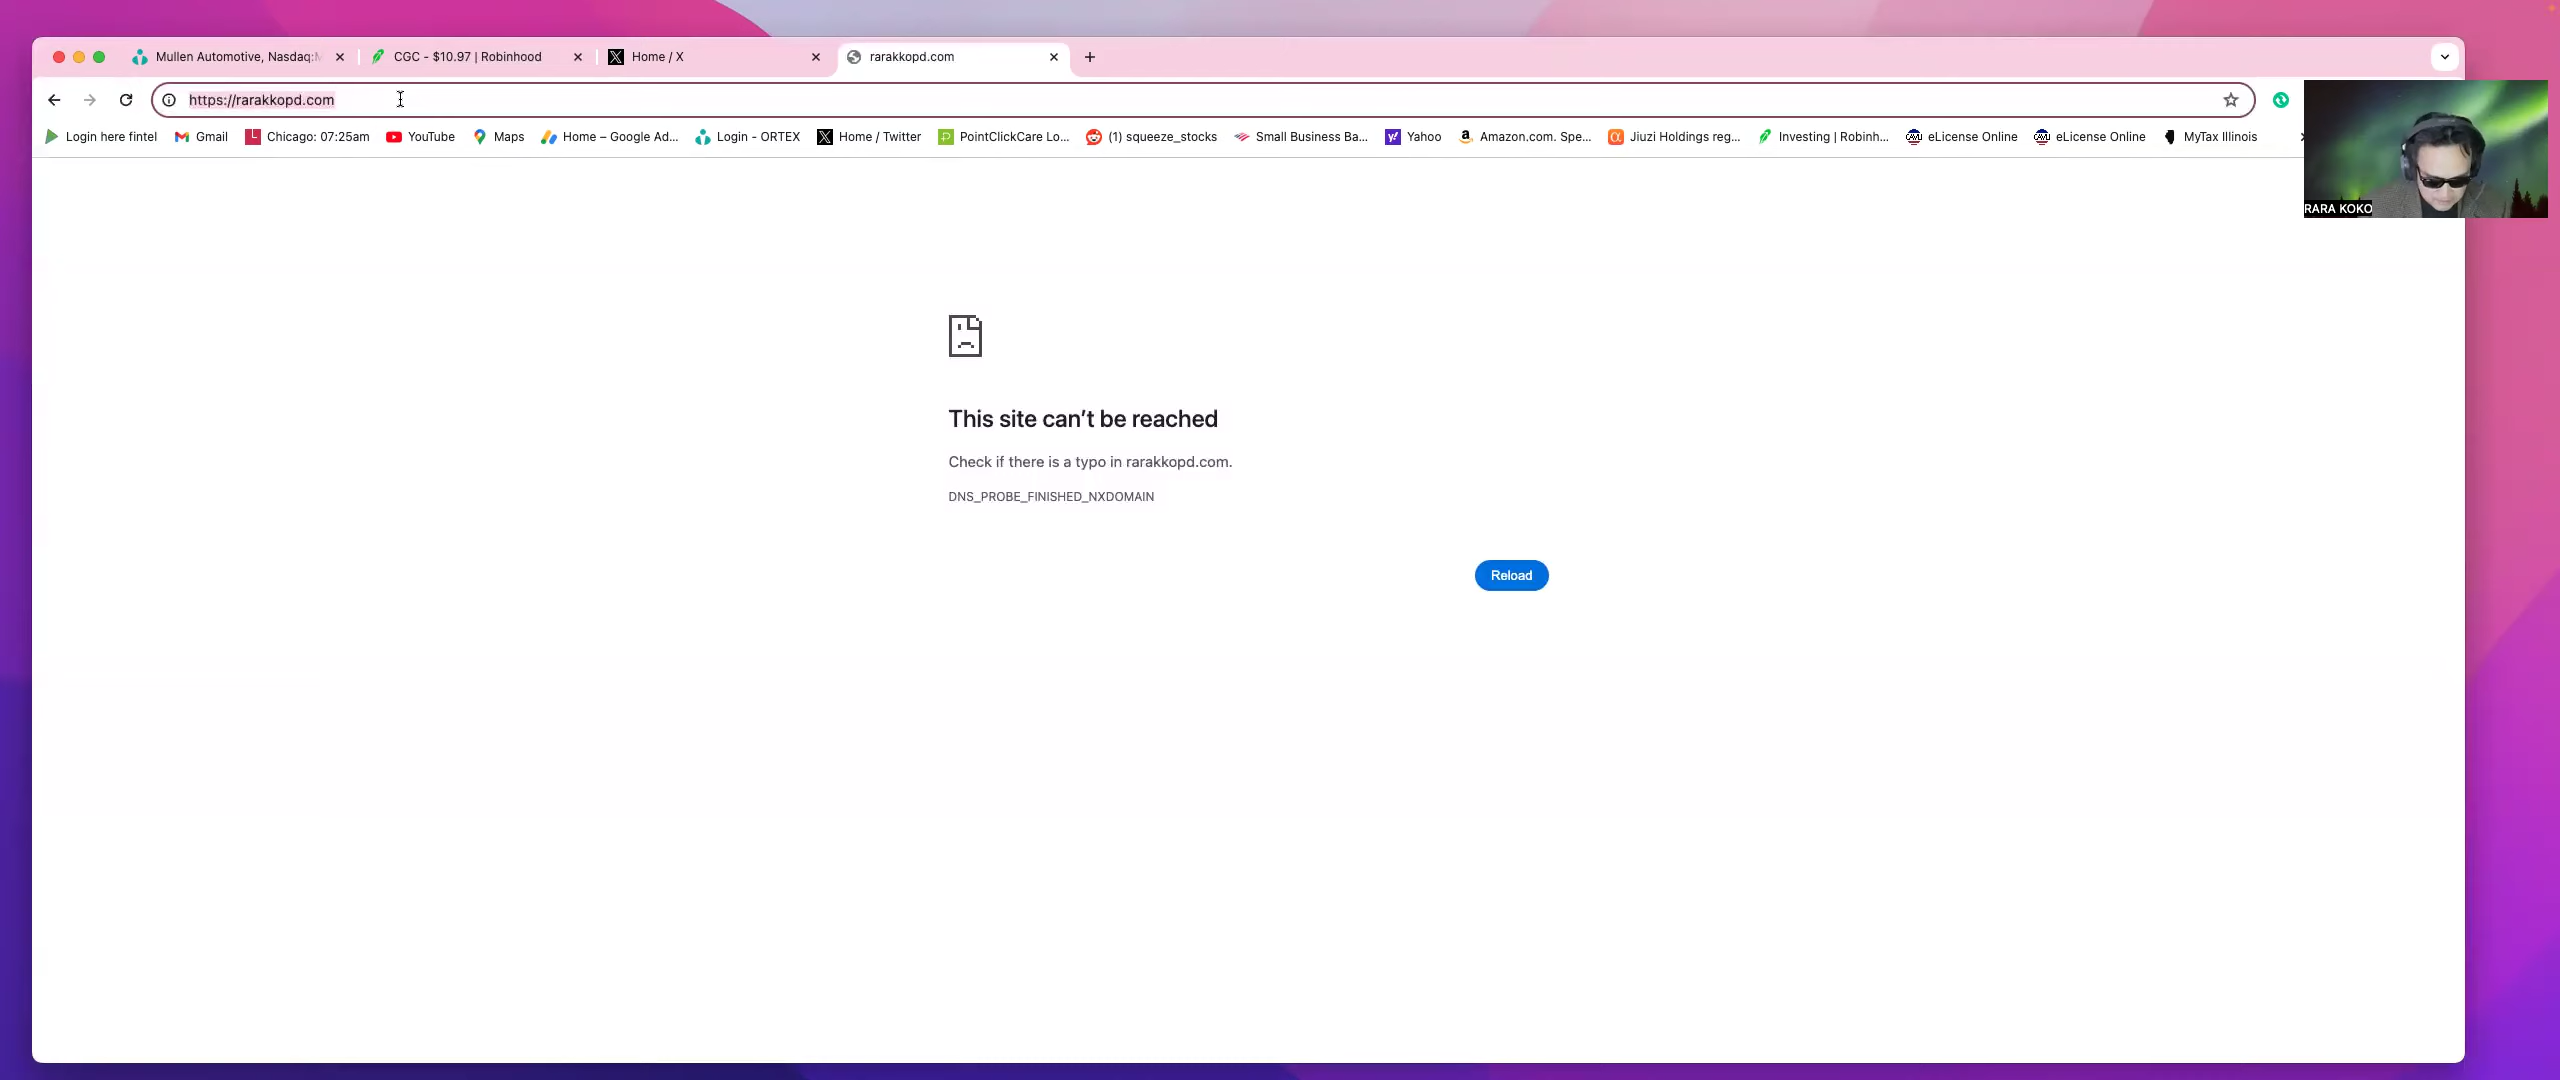 Mullen Automotive, Nasdaq:M
CGC - $10.97 | Robinhood
Home / X
rarakkopd.com
https://rarakkopd.com
Login here fintel
Gmail
Chicago: 07:25am
YouTube
Maps
Home – Google Ad...
Login - ORTEX
Home / Twitter
PointClickCare Lo...
(1) squeeze_stocks
Small Business Ba...
Yahoo
Amazon.com. Spe...
Jiuzi Holdings reg...
Investing | Robinh...
eLicense Online
eLicense Online
MyTax Illinois
RARA KOKO
This site can’t be reached
Check if there is a typo in rarakkopd.com.
DNS_PROBE_FINISHED_NXDOMAIN
Reload